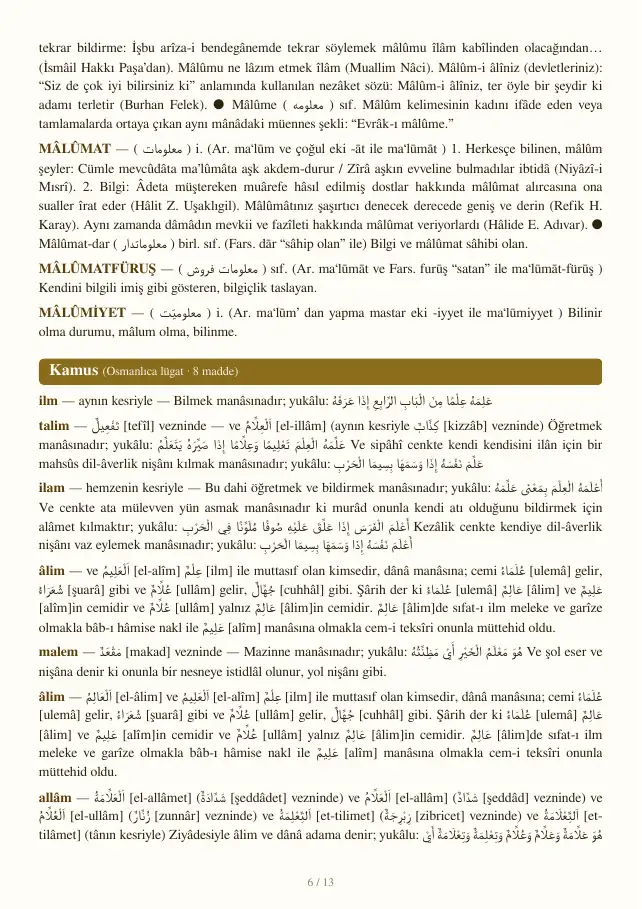 tekrar bildirme: İşbu arîza-i bendegânemde tekrar söylemek mâlûmu îlâm kabîlinden olacağından…
(İsmâil Hakkı Paşa’dan). Mâlûmu ne lâzım etmek îlâm (Muallim Nâci). Mâlûm-i âlîniz (devletleriniz):
“Siz de çok iyi bilirsiniz ki” anlamında kullanılan nezâket sözü: Mâlûm-i âlîniz, ter öyle bir şeydir ki
adamı terletir (Burhan Felek). ● Mâlûme ( معلومه ) sıf. Mâlûm kelimesinin kadını ifâde eden veya
tamlamalarda ortaya çıkan aynı mânâdaki müennes şekli: “Evrâk-ı mâlûme.”
MÂLÛMAT — ( معلومات ) i. (Ar. ma‘lūm ve çoğul eki -āt ile ma‘lūmāt ) 1. Herkesçe bilinen, mâlûm
şeyler: Cümle mevcûdâta ma’lûmâta aşk akdem-durur / Zîrâ aşkın evveline bulmadılar ibtidâ (Niyâzî-i
Mısrî). 2. Bilgi: Âdeta müştereken muârefe hâsıl edilmiş dostlar hakkında mâlûmat alırcasına ona
sualler îrat eder (Hâlit Z. Uşaklıgil). Mâlûmâtınız şaşırtıcı denecek derecede geniş ve derin (Refik H.
Karay). Aynı zamanda dâmâdın mevkii ve fazîleti hakkında mâlûmat veriyorlardı (Hâlide E. Adıvar). ●
Mâlûmat-dar ( معلوماتدار ) birl. sıf. (Fars. dār “sâhip olan” ile) Bilgi ve mâlûmat sâhibi olan.
MÂLÛMATFÜRUŞ — ( معلومات فروش ) sıf. (Ar. ma‘lūmāt ve Fars. furūş “satan” ile ma‘lūmāt-fürūş )
Kendini bilgili imiş gibi gösteren, bilgiçlik taslayan.
MÂLÛMİYET — ( معلوميّت ) i. (Ar. ma‘lūm’ dan yapma mastar eki -iyyet ile ma‘lūmiyyet ) Bilinir
olma durumu, mâlum olma, bilinme.
Kamus (Osmanlıca lügat · 8 madde)
ilm — aynın kesriyle — Bilmek manâsınadır; yukâlu: عَلِمَهُ عِلْمًا مِنَ الْبَابِ الرَّابِعِ إِذَا عَرَفَهُ
talim — تَفْعِيلٌ [tefîl] vezninde — ve اَلْعِلَّامُ [el-illâm] (aynın kesriyle كِذَّابٌ [kizzâb] vezninde) Öğretmek
manâsınadır; yukâlu: عَلَّمَهُ الْعِلْمَ تَعْلِيمًا وَعِلَّامًا إِذَا صَيَّرَهُ يَتَعَلَّمُ Ve sipâhî cenkte kendi kendisini ilân için bir
mahsûs dil-âverlik nişânı kılmak manâsınadır; yukâlu: عَلَّمَ نَفْسَهُ إِذَا وَسَمَهَا بِسِيمَا الْحَرْبِ
ilam — hemzenin kesriyle — Bu dahi öğretmek ve bildirmek manâsınadır; yukâlu: أَعْلَمَهُ الْعِلْمَ بِمَعْنَى عَلَّمَهُ
Ve cenkte ata mülevven yün asmak manâsınadır ki murâd onunla kendi atı olduğunu bildirmek için
alâmet kılmaktır; yukâlu: أَعْلَمَ الْفَرَسَ إِذَا عَلَّقَ عَلَيْهِ صُوفًا مُلَوَّنًا فِي الْحَرْبِ Kezâlik cenkte kendiye dil-âverlik
nişânı vaz eylemek manâsınadır; yukâlu: أَعْلَمَ نَفْسَهُ إِذَا وَسَمَهَا بِسِيمَا الْحَرْبِ
âlim — ve اَلْعَلِيمُ [el-alîm] عِلْمٌ [ilm] ile muttasıf olan kimsedir, dânâ manâsına; cemi عُلَمَاءُ [ulemâ] gelir,
شُعَرَاءُ [şuarâ] gibi ve عُلَّامٌ [ullâm] gelir, جُهَّالٌ [cuhhâl] gibi. Şârih der ki عُلَمَاءُ [ulemâ] عَالِمٌ [âlim] ve عَلِيمٌ
[alîm]in cemidir ve عُلَّامٌ [ullâm] yalnız عَالِمٌ [âlim]in cemidir. عَالِمٌ [âlim]de sıfat-ı ilm meleke ve garîze
olmakla bâb-ı hâmise nakl ile عَلِيمٌ [alîm] manâsına olmakla cem-i teksîri onunla müttehid olur.
malem — مَقْعَدٌ [makad] vezninde — Mazinne manâsınadır; yukâlu: هُوَ مَعْلَمُ الْخَيْرِ أَيْ مَظِنَّتُهُ Ve şol eser ve
nişâna denir ki onunla bir nesneye istidlâl olunur, yol nişânı gibi.
âlim — اَلْعَالِمُ [el-âlim] ve اَلْعَلِيمُ [el-alîm] عِلْمٌ [ilm] ile muttasıf olan kimsedir, dânâ manâsına; cemi عُلَمَاءُ
[ulemâ] gelir, شُعَرَاءُ [şuarâ] gibi ve عُلَّامٌ [ullâm] gelir, جُهَّالٌ [cuhhâl] gibi. Şârih der ki عُلَمَاءُ [ulemâ] عَالِمٌ
[âlim] ve عَلِيمٌ [alîm]in cemidir ve عُلَّامٌ [ullâm] yalnız عَالِمٌ [âlim]in cemidir. عَالِمٌ [âlim]de sıfat-ı ilm
meleke ve garîze olmakla bâb-ı hâmise nakl ile عَلِيمٌ [alîm] manâsına olmakla cem-i teksîri onunla
müttehid olur.
allâm — اَلْعَلَّامَةُ [el-allâmet] (شَدَّادَةٌ [şeddâdet] vezninde) ve اَلْعَلَّامُ [el-allâm] (شَدَّادٌ [şeddâd] vezninde) ve
اَلْعُلَّامُ [el-ullâm] (زُنَّارٌ [zunnâr] vezninde) ve اَلتِّعْلِمَةُ [et-tilimet] (زِبْرِجَةٌ [zibricet] vezninde) ve اَلتِّعْلَامَةُ [et-
tilâmet] (tânın kesriyle) Ziyâdesiyle âlim ve dânâ adama denir; yukâlu: هُوَ عَلَّامَةٌ وَعَلَّامٌ وَعُلَّامٌ وَتِعْلِمَةٌ وَتِعْلَامَةٌ أَيْ
6 / 13